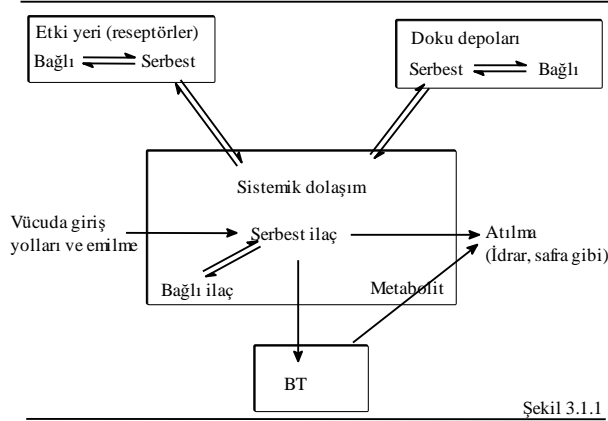 Etki yeri (reseptörler)
Bağlı Serbest
Doku depoları
Serbest Bağlı
Sistemik dolaşım
Vücuda giriş
yolları ve emilme
Serbest ilaç
Atılma
(İdrar, safra gibi)
Bağlı ilaç
Metabolit
BT
Şekil 3.1.1